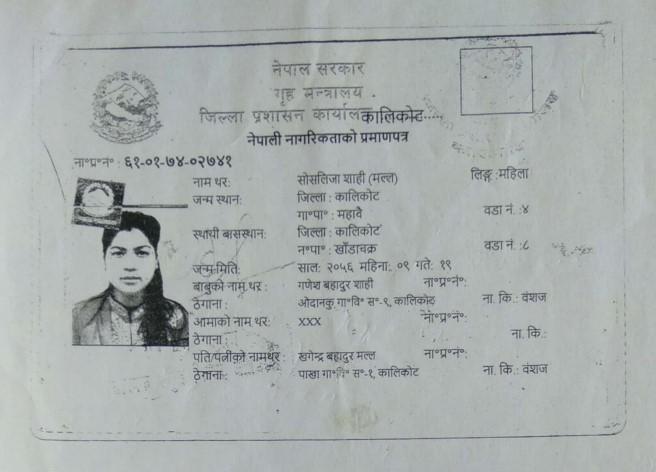 नेपाल सरकार
गृह मन्त्रालय
जिल्ला प्रशासन कार्यालय कालिकोट.....
नेपाली नागरिकताको प्रमाणपत्र
ना॰प्र॰नं॰ : ६१-०१-७४-०२७४१
नाम थर: सोसलिजा शाही (मल्ल) लिङ्ग :महिला
जन्म स्थान: जिल्ला : कालिकोट
गा॰पा॰ : महावै वडा नं. :४
स्थायी बासस्थान: जिल्ला : कालिकोट
न॰पा॰ : खाँडाचक्र वडा नं. :८
जन्ममिति: साल: २०५६ महिना: ०९ गते: १९
बाबुको नाम थर : गणेश बहादुर शाही ना॰प्र॰नं॰:
ठेगाना : ओदानकु गा॰वि॰ स॰-९, कालिकोट ना. कि.: वंशज
आमाको नाम थर: XXX ना॰प्र॰नं॰:
ठेगाना : ना. कि.:
पति/पत्नीको नामथर : खगेन्द्र बहादुर मल्ल ना॰प्र॰नं॰:
ठेगाना : पाखा गा॰वि॰ स॰-१, कालिकोट ना. कि.: वंशज